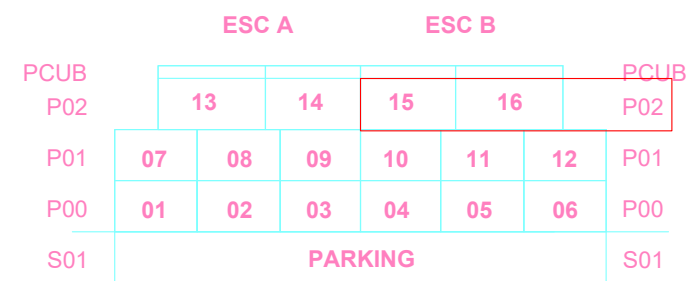 ESC A ESC B
PCUB PCUB
P02 13 14 15 16 P02
P01 07 08 09 10 11 12 P01
P00 01 02 03 04 05 06 P00
S01 PARKING S01